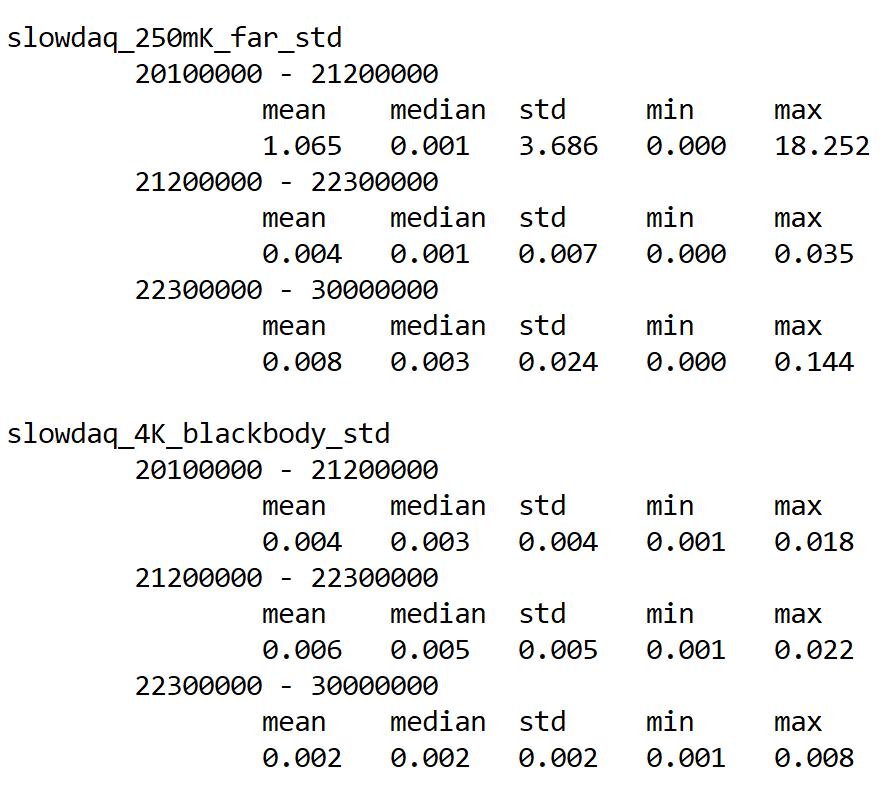 slowdaq_250mK_far_std
20100000 - 21200000
mean median std min max
1.065 0.001 3.686 0.000 18.252
21200000 - 22300000
mean median std min max
0.004 0.001 0.007 0.000 0.035
22300000 - 30000000
mean median std min max
0.008 0.003 0.024 0.000 0.144
slowdaq_4K_blackbody_std
20100000 - 21200000
mean median std min max
0.004 0.003 0.004 0.001 0.018
21200000 - 22300000
mean median std min max
0.006 0.005 0.005 0.001 0.022
22300000 - 30000000
mean median std min max
0.002 0.002 0.002 0.001 0.008